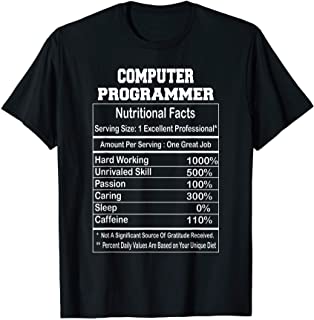 COMPUTER
PROGRAMMER
Nutritional Facts
Serving Size: 1 Excellent Professional*
Amount Per Serving : One Great Job
Hard Working 1000%
Unrivaled Skill 500%
Passion 100%
Caring 300%
Sleep 0%
Caffeine 110%
* Not A Significant Source Of Gratitude Received.
** Percent Daily Values Are Based on Your Unique Diet